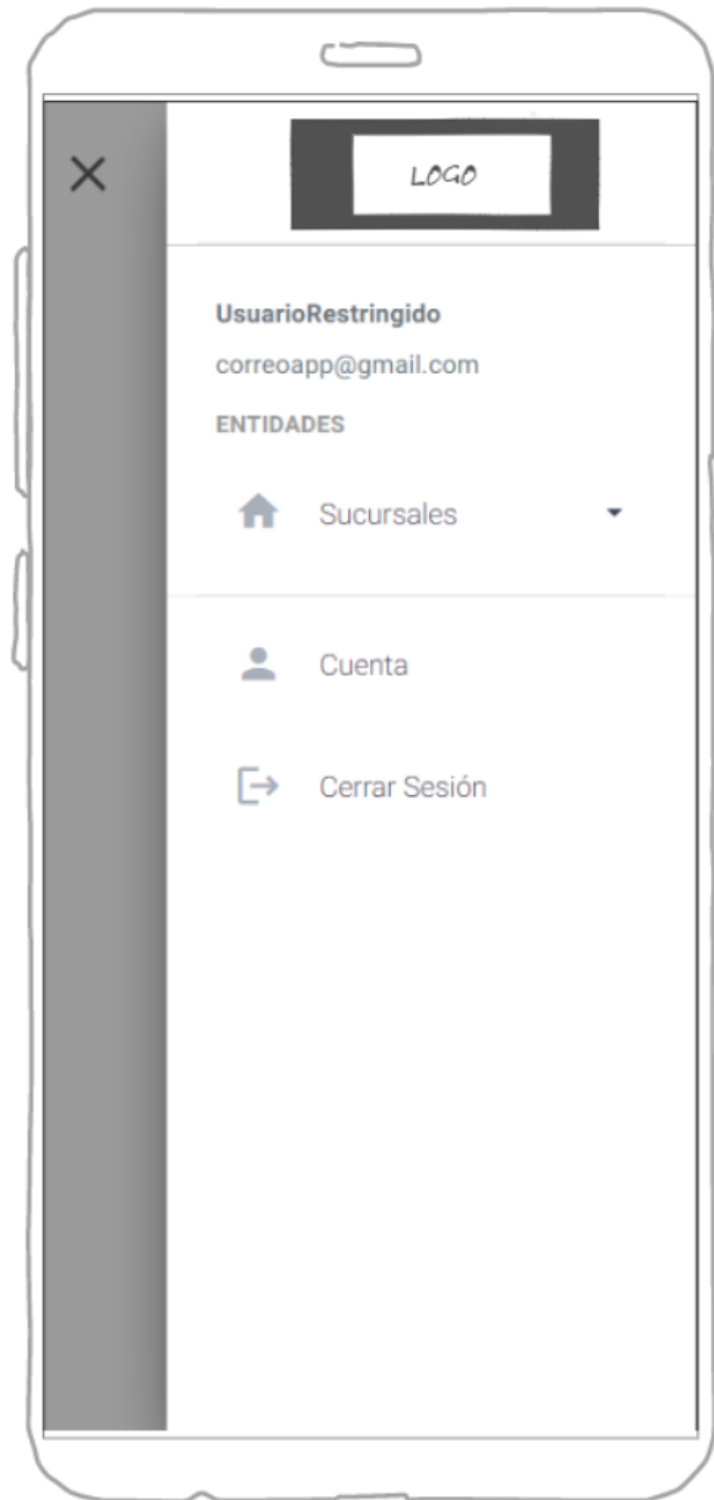 LOGO
UsuarioRestringido
correoapp@gmail.com
ENTIDADES
Sucursales
Cuenta
Cerrar Sesión